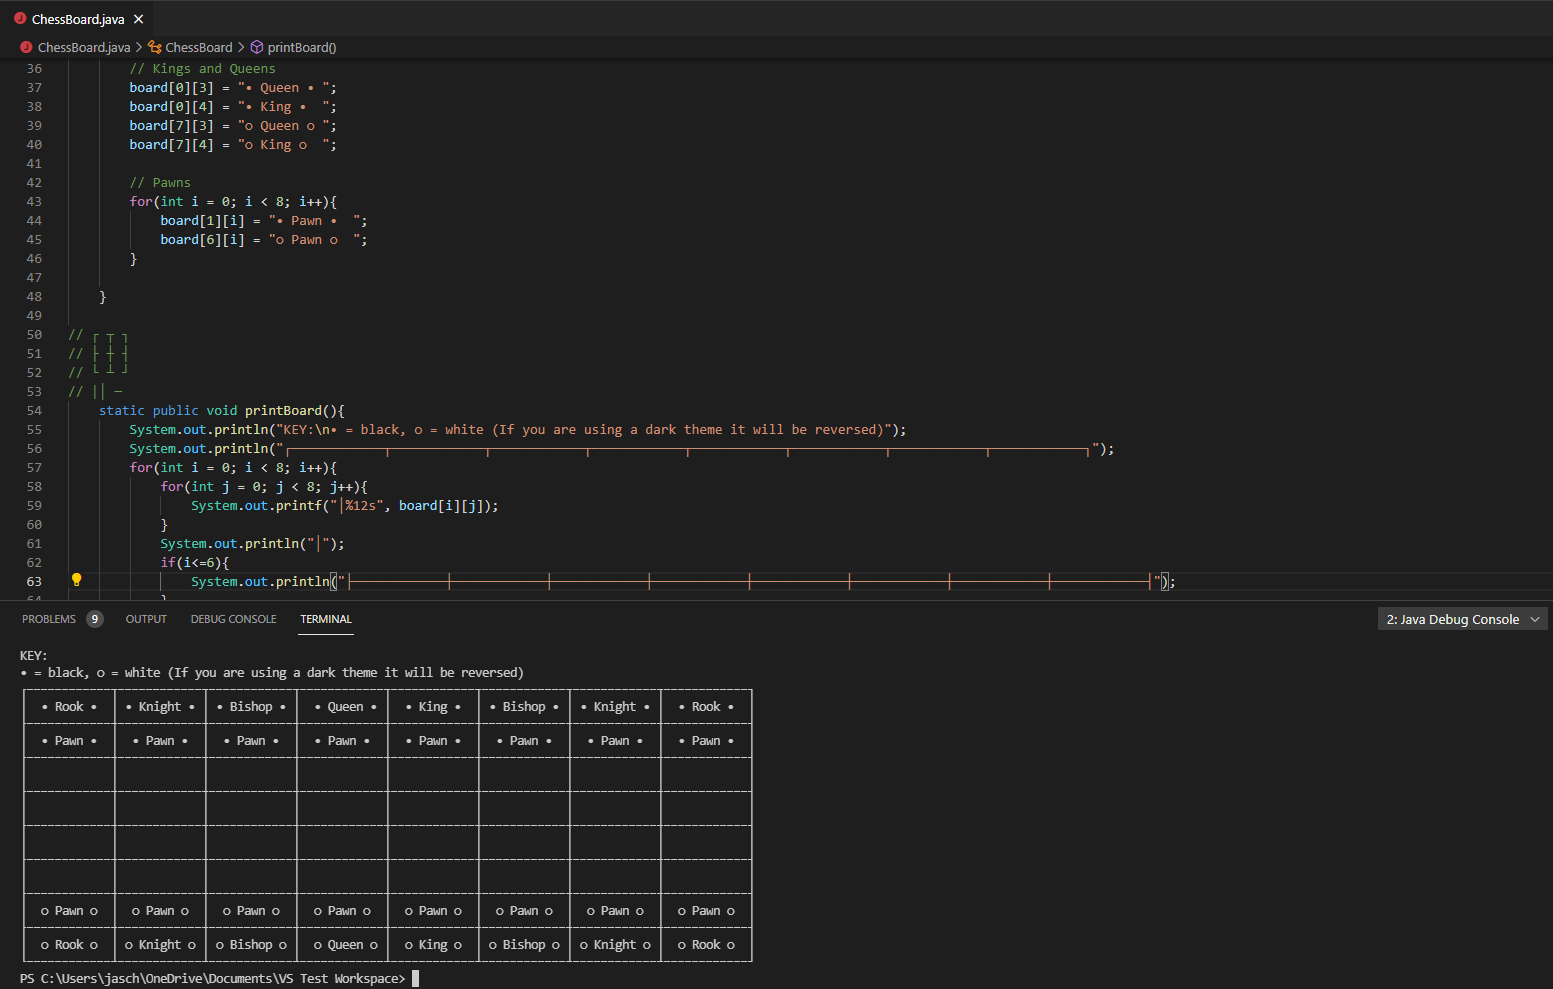 ChessBoard.java ×
ChessBoard.java > ChessBoard > printBoard()
36 // Kings and Queens
37 board[0][3] = "• Queen • ";
38 board[0][4] = "• King •  ";
39 board[7][3] = "o Queen o ";
40 board[7][4] = "o King o  ";
41
42 // Pawns
43 for(int i = 0; i < 8; i++){
44 board[1][i] = "• Pawn •  ";
45 board[6][i] = "o Pawn o  ";
46 }
47
48 }
49
50 // ┌ ┬ ┐
51 // ├ ┼ ┤
52 // └ ┴ ┘
53 // || ─
54 static public void printBoard(){
55 System.out.println("KEY:\n• = black, o = white (If you are using a dark theme it will be reversed)");
56 System.out.println("┌──────────┬──────────┬──────────┬──────────┬──────────┬──────────┬──────────┬──────────┐");
57 for(int i = 0; i < 8; i++){
58 for(int j = 0; j < 8; j++){
59 System.out.printf("│%12s", board[i][j]);
60 }
61 System.out.println("│");
62 if(i<=6){
63 System.out.println("├──────────┼──────────┼──────────┼──────────┼──────────┼──────────┼──────────┼──────────┤");
64 }
PROBLEMS 9 OUTPUT DEBUG CONSOLE TERMINAL 2: Java Debug Console
KEY:
• = black, o = white (If you are using a dark theme it will be reversed)
│ • Rook • │ • Knight • │ • Bishop • │ • Queen • │ • King • │ • Bishop • │ • Knight • │ • Rook • │
│ • Pawn • │ • Pawn • │ • Pawn • │ • Pawn • │ • Pawn • │ • Pawn • │ • Pawn • │ • Pawn • │
│ o Pawn o │ o Pawn o │ o Pawn o │ o Pawn o │ o Pawn o │ o Pawn o │ o Pawn o │ o Pawn o │
│ o Rook o │ o Knight o │ o Bishop o │ o Queen o │ o King o │ o Bishop o │ o Knight o │ o Rook o │
PS C:\Users\jasch\OneDrive\Documents\VS Test Workspace>